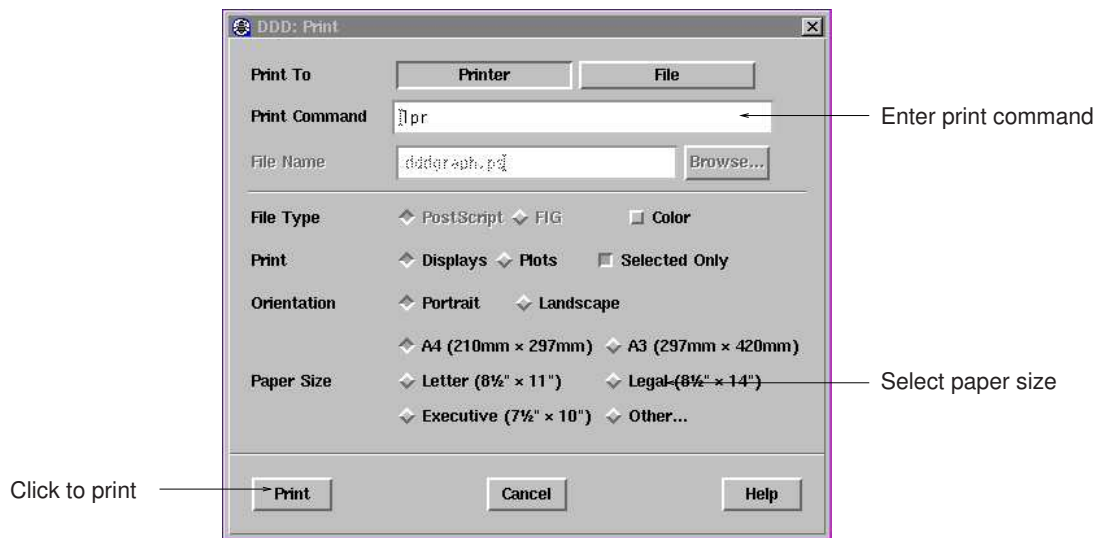 DDD: Print
Print To Printer File
Print Command lpr
Enter print command
File Name dddgraph.ps Browse...
File Type PostScript FIG Color
Print Displays Plots Selected Only
Orientation Portrait Landscape
A4 (210mm × 297mm) A3 (297mm × 420mm)
Paper Size Letter (8½" × 11") Legal (8½" × 14")
Select paper size
Executive (7½" × 10") Other...
Click to print
Print Cancel Help